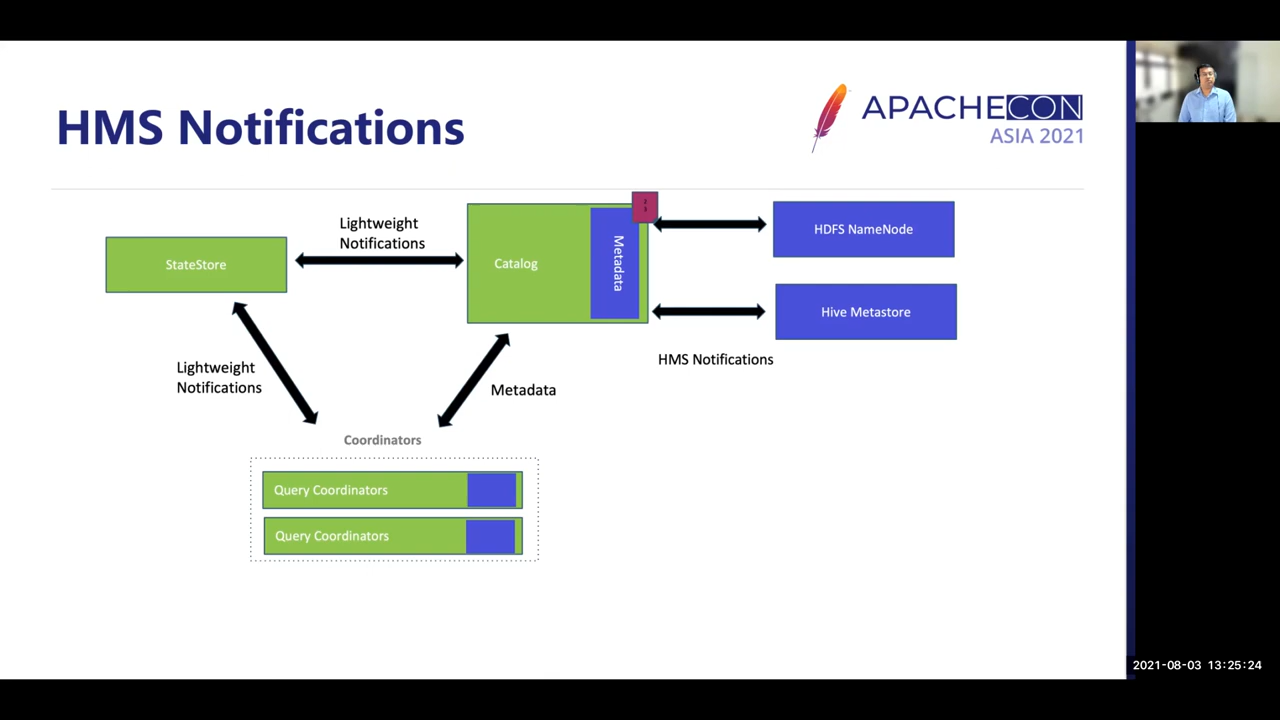 HMS Notifications
APACHECON
ASIA 2021
Lightweight
Notifications
StateStore
Catalog
Metadata
HDFS NameNode
Hive Metastore
HMS Notifications
Lightweight
Notifications
Metadata
Coordinators
Query Coordinators
Query Coordinators
2021-08-03 13:25:24